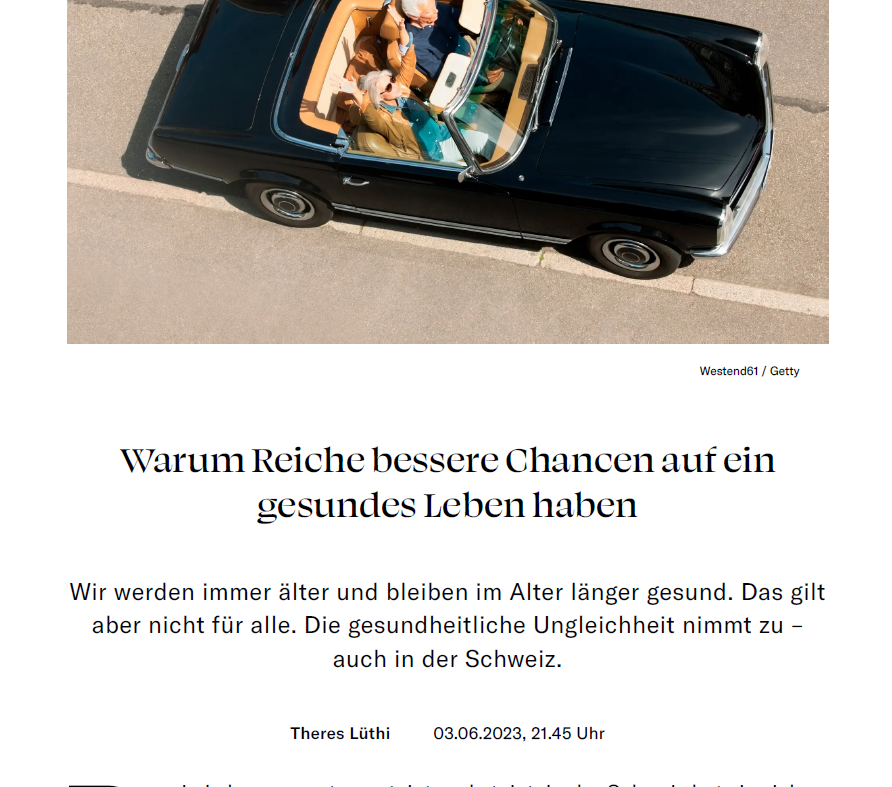 Westend61 / Getty
Warum Reiche bessere Chancen auf ein
gesundes Leben haben
Wir werden immer älter und bleiben im Alter länger gesund. Das gilt
aber nicht für alle. Die gesundheitliche Ungleichheit nimmt zu –
auch in der Schweiz.
Theres Lüthi 03.06.2023, 21.45 Uhr